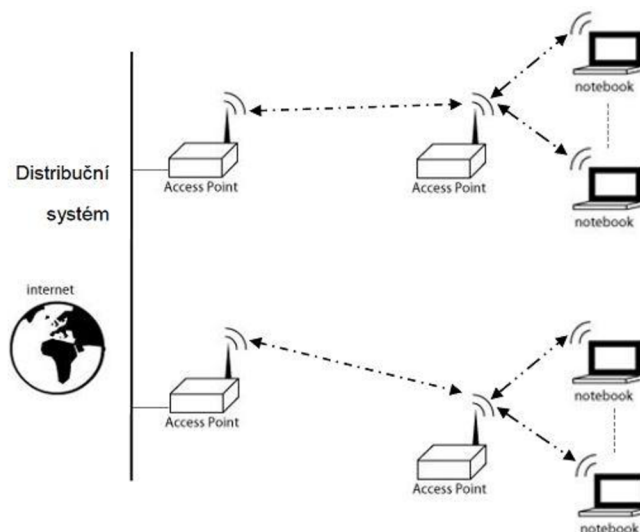 notebook
Distribuční
systém
Access Point
Access Point
notebook
internet
Access Point
notebook
Access Point
notebook